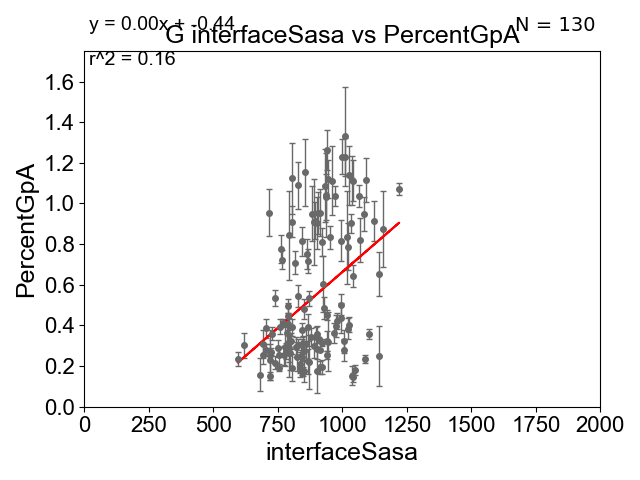 y = 0.00x + -0.44
N = 130
G interfaceSasa vs PercentGpA
r^2 = 0.16
PercentGpA
1.6
1.4
1.2
1.0
0.8
0.6
0.4
0.2
0.0
0 250 500 750 1000 1250 1500 1750 2000
interfaceSasa